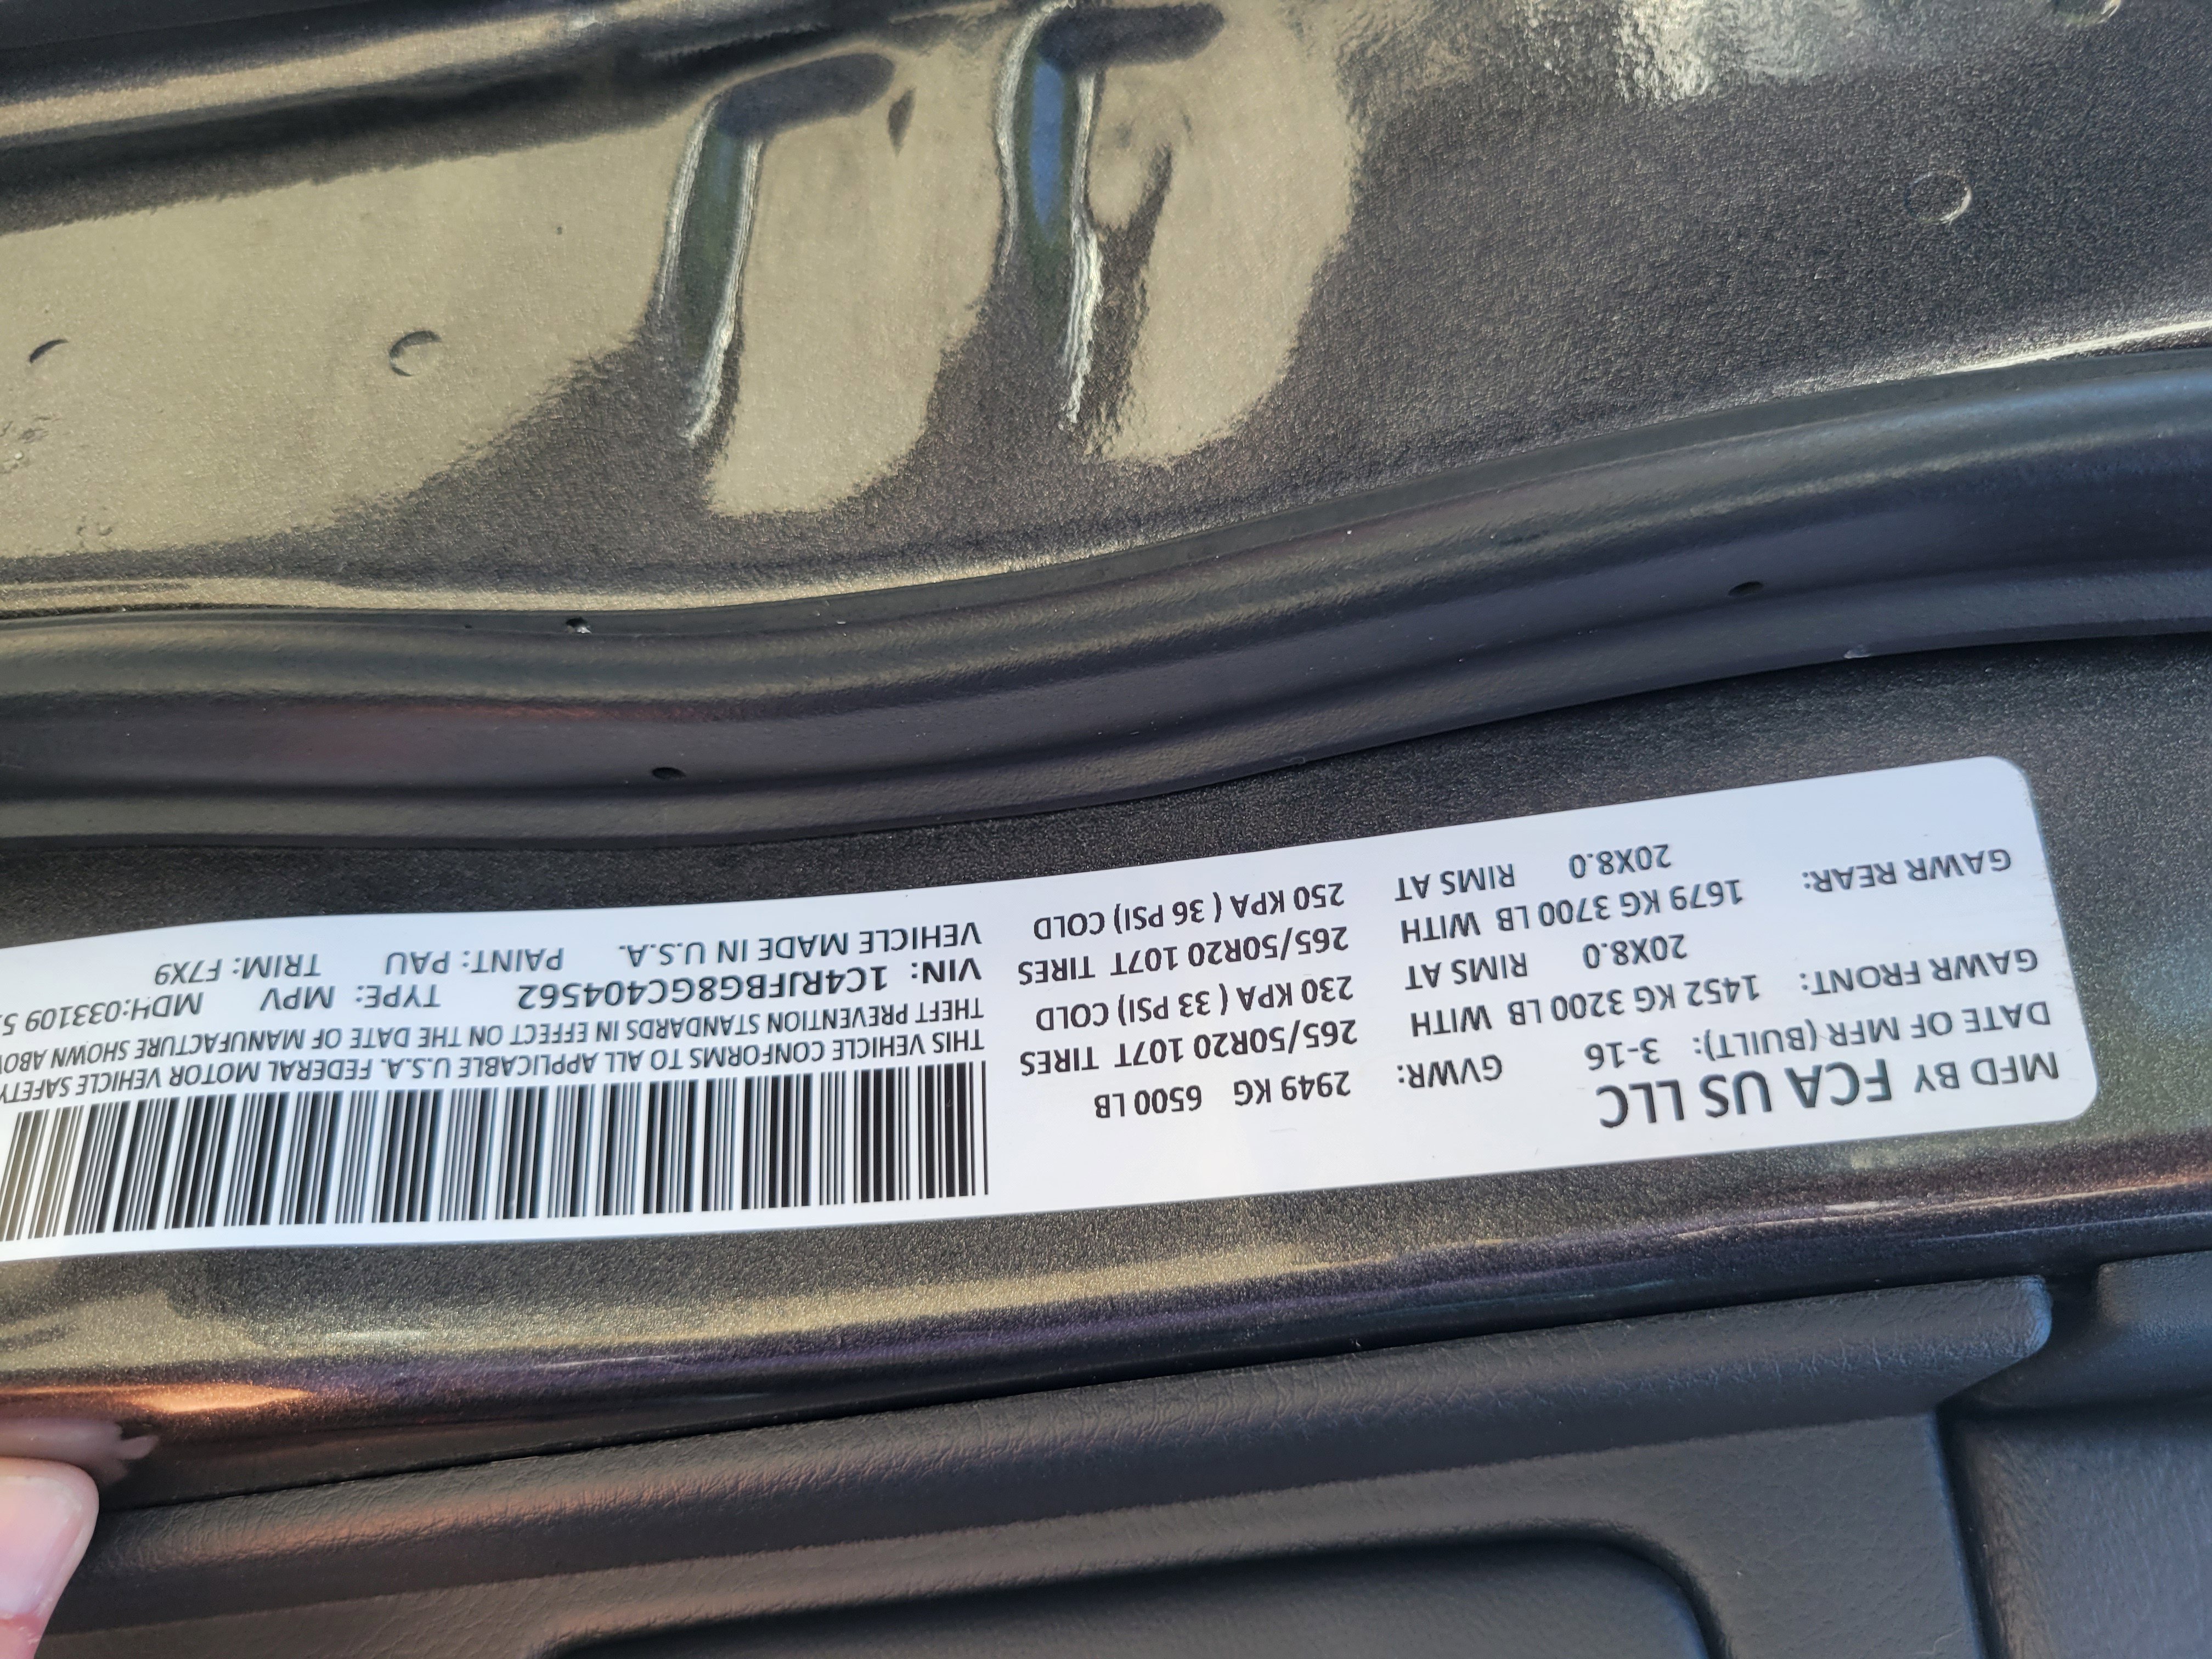 MFD BY FCA US LLC
DATE OF MFR (BUILT): 3-16 GVWR: 2949 KG 6500 LB
GAWR FRONT: 1452 KG 3200 LB WITH 265/50R20 107T TIRES
20X8.0 RIMS AT 230 KPA ( 33 PSI) COLD
GAWR REAR: 1679 KG 3700 LB WITH 265/50R20 107T TIRES
20X8.0 RIMS AT 250 KPA ( 36 PSI) COLD
THIS VEHICLE CONFORMS TO ALL APPLICABLE U.S.A. FEDERAL MOTOR VEHICLE SAFETY
THEFT PREVENTION STANDARDS IN EFFECT ON THE DATE OF MANUFACTURE SHOWN
VIN: 1C4RJFBG8GC404562 TYPE: MPV MDH:033109
VEHICLE MADE IN U.S.A. PAINT: PAU TRIM: F7X9